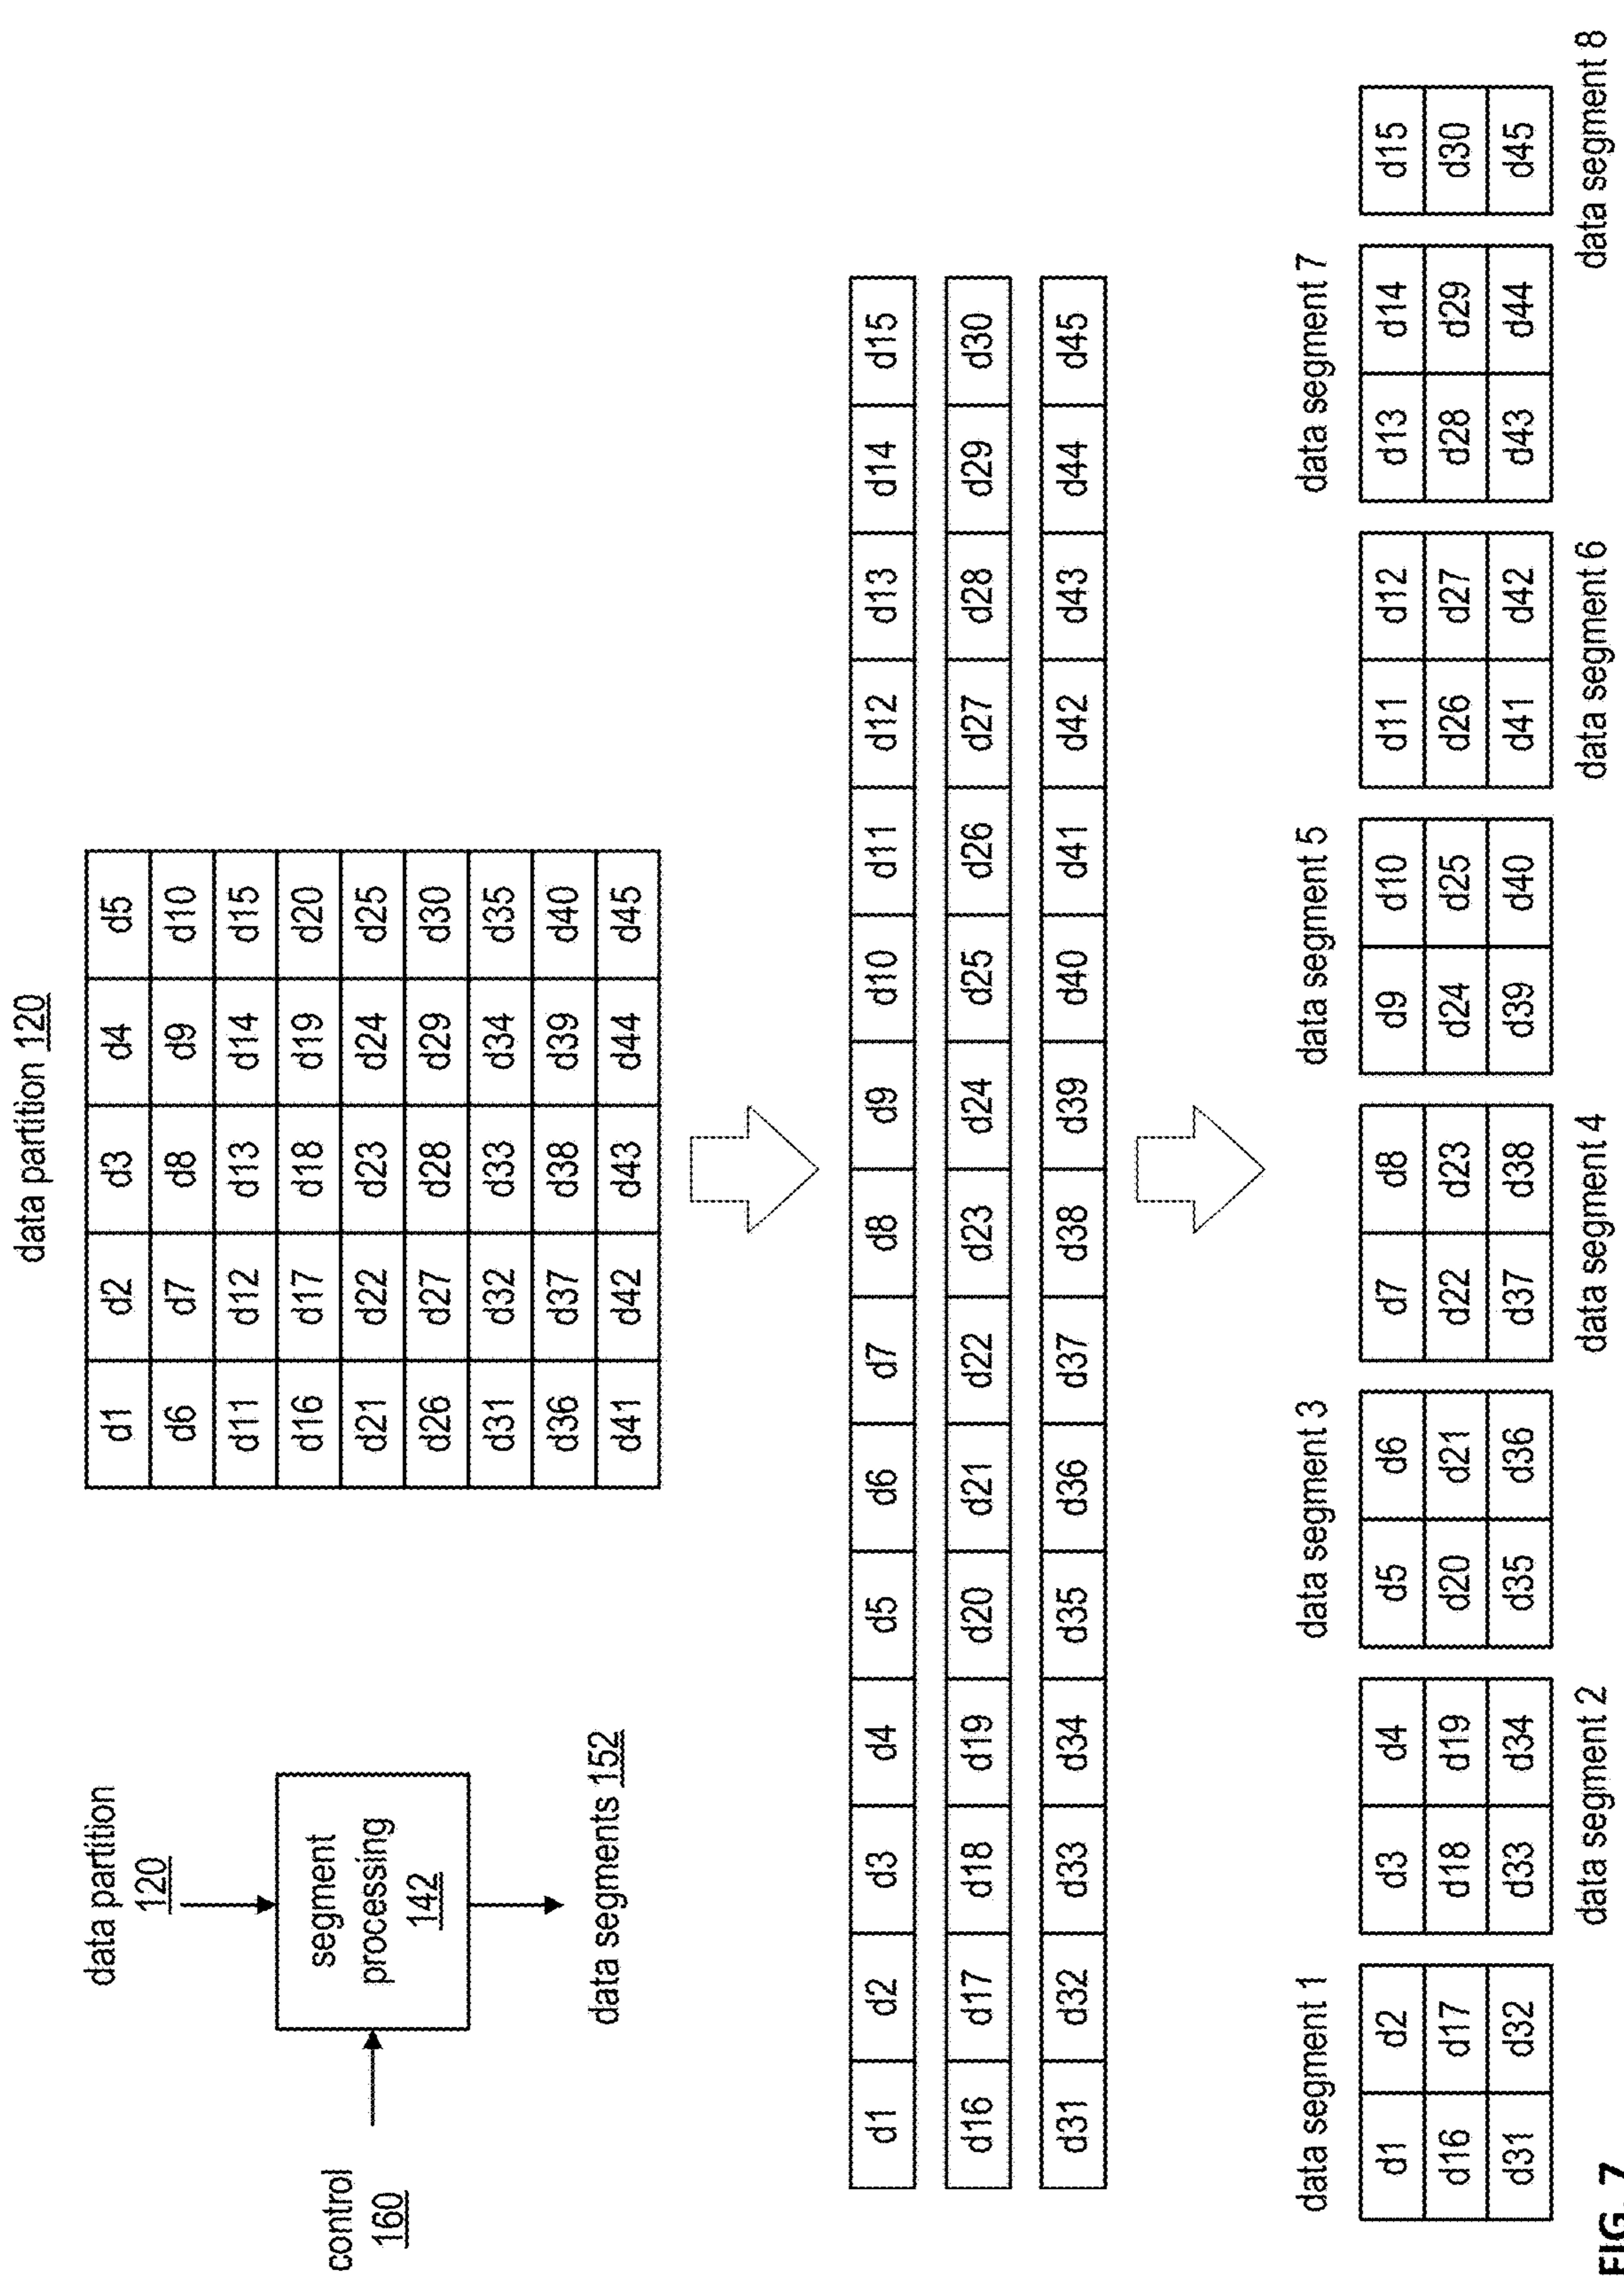 data partition 120
data partition
120
control
160
segment
processing
142
data segments 152
d1 d2 d3 d4 d5
d6 d7 d8 d9 d10
d11 d12 d13 d14 d15
d16 d17 d18 d19 d20
d21 d22 d23 d24 d25
d26 d27 d28 d29 d30
d31 d32 d33 d34 d35
d36 d37 d38 d39 d40
d41 d42 d43 d44 d45
d1 d2 d3 d4 d5 d6 d7 d8 d9 d10 d11 d12 d13 d14 d15
d16 d17 d18 d19 d20 d21 d22 d23 d24 d25 d26 d27 d28 d29 d30
d31 d32 d33 d34 d35 d36 d37 d38 d39 d40 d41 d42 d43 d44 d45
data segment 1
d1 d2
d16 d17
d31 d32
d3 d4
d18 d19
d33 d34
data segment 2
data segment 3
d5 d6
d20 d21
d35 d36
d7 d8
d22 d23
d37 d38
data segment 4
data segment 5
d9 d10
d24 d25
d39 d40
d11 d12
d26 d27
d41 d42
data segment 6
data segment 7
d13 d14
d28 d29
d43 d44
d15
d30
d45
data segment 8
FIG. 7